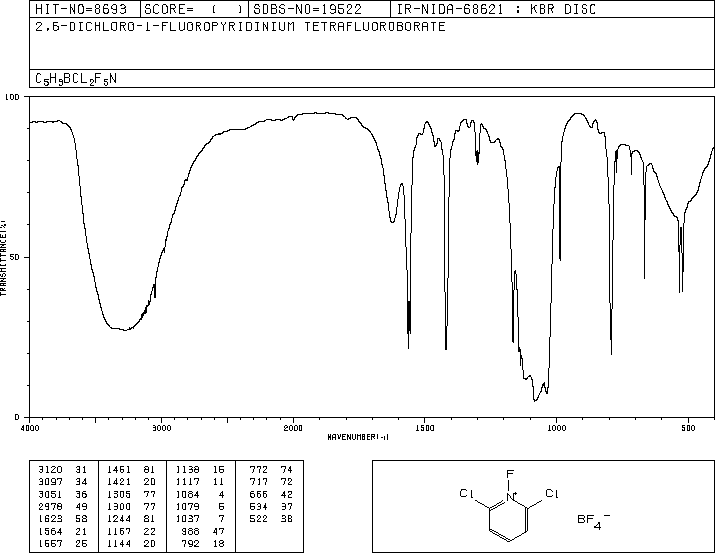 HIT-NO=8693 SCORE= ( ) SDBS-NO=19522 IR-NIDA-68621 : KBR DISC
2,6-DICHLORO-1-FLUOROPYRIDINIUM TETRAFLUOROBORATE
C5H3BCL2F5N
100
50
0
TRANSMITTANCE(%)
4000 3000 2000 1500 1000 500
WAVENUMBER(-1)
3120 31 1461 81 1138 16 772 74
3097 34 1421 20 1117 11 717 72
3051 36 1305 77 1084 4 666 42
2978 49 1300 77 1079 5 534 37
1623 58 1244 81 1037 7 522 38
1564 21 1167 22 988 47
1557 25 1144 20 792 18
F
Cl N+ Cl
BF4−